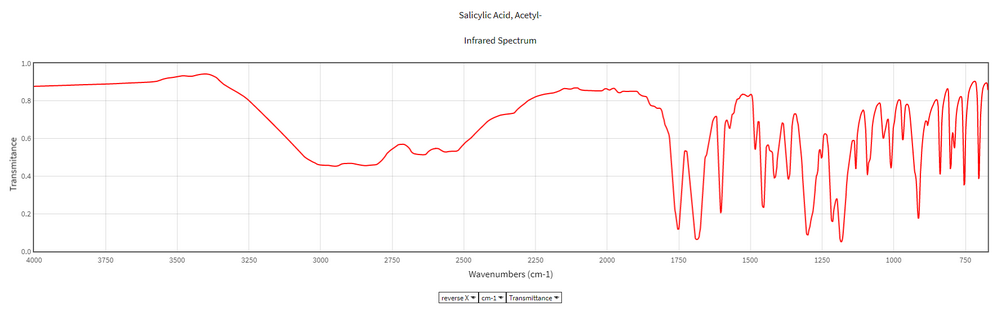 Salicylic Acid, Acetyl-
Infrared Spectrum
1.0
0.8
0.6
0.4
0.2
0.0
Transmitance
4000 3750 3500 3250 3000 2750 2500 2250 2000 1750 1500 1250 1000 750
Wavenumbers (cm-1)
reverse X cm-1 Transmittance